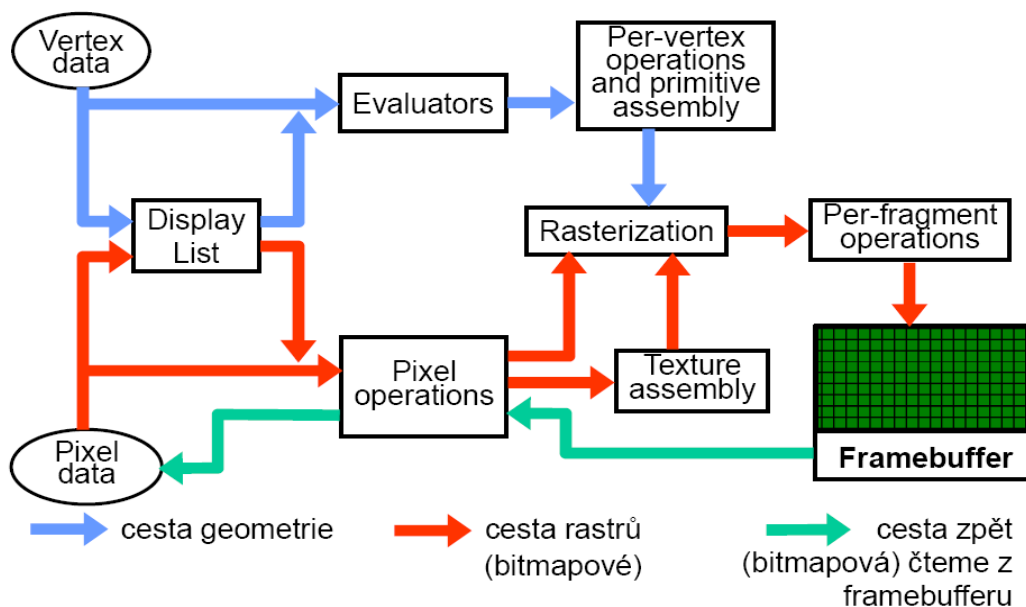 Vertex
data
Evaluators
Per-vertex
operations
and primitive
assembly
Display
List
Rasterization
Per-fragment
operations
Pixel
operations
Texture
assembly
Pixel
data
Framebuffer
cesta geometrie
cesta rastrů
(bitmapové)
cesta zpět
(bitmapová) čteme z
framebufferu